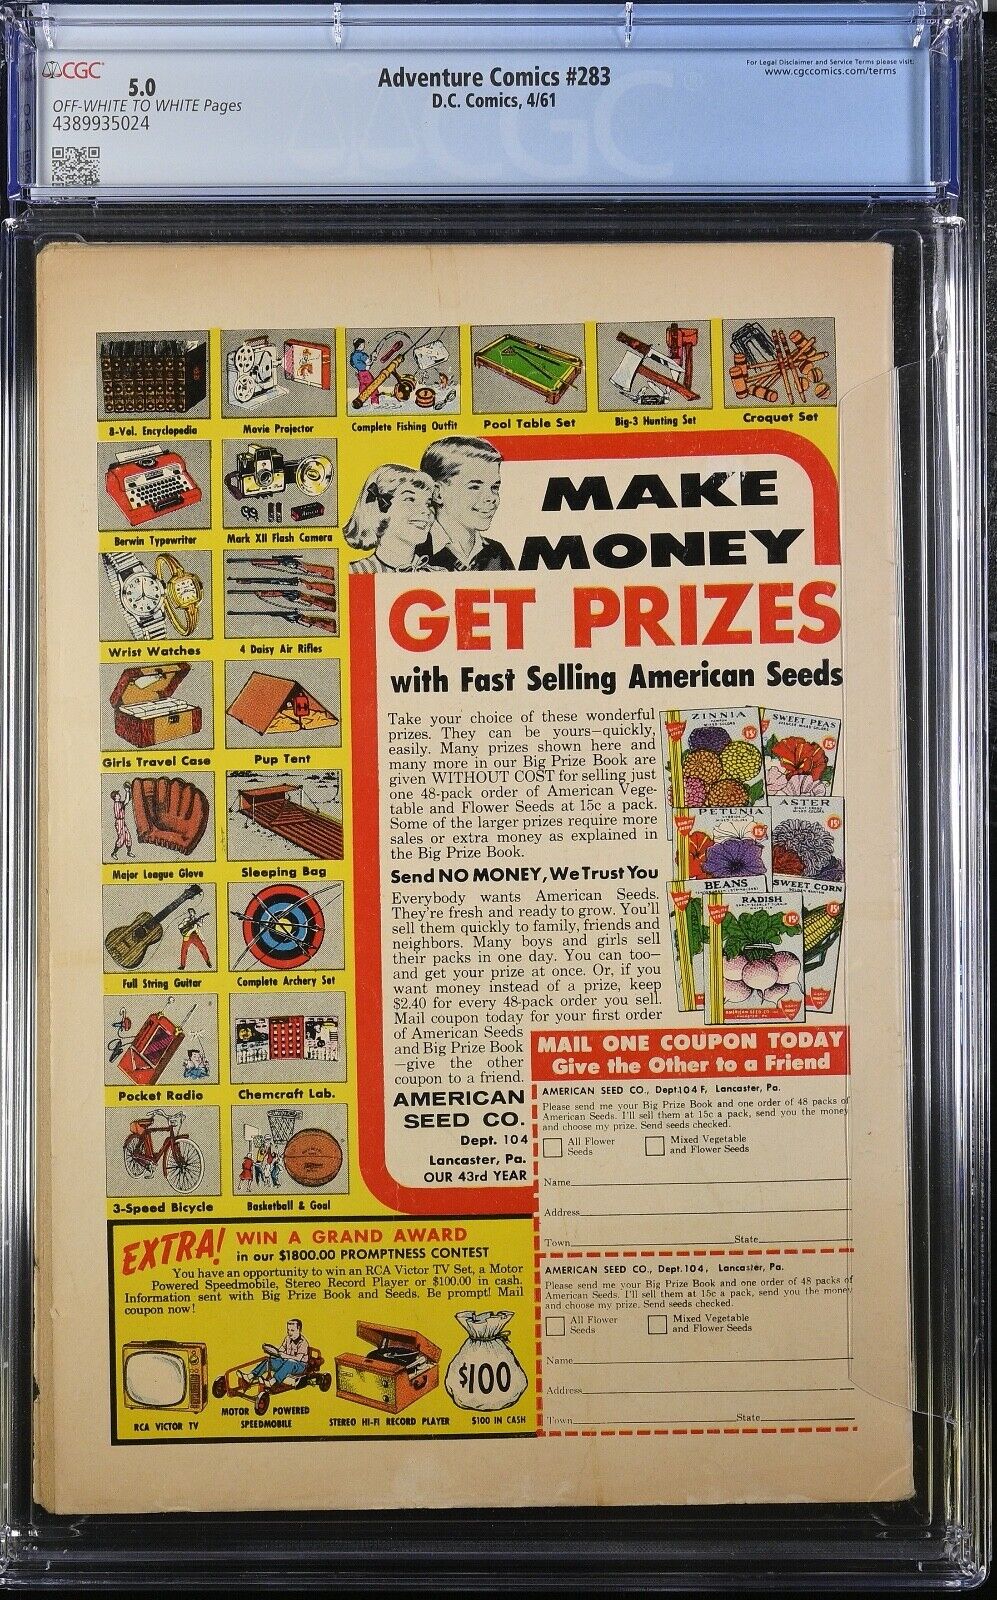 CGC
5.0
OFF-WHITE TO WHITE Pages
4389935024
Adventure Comics #283
D.C. Comics, 4/61
For Legal Disclaimer and Service Terms please visit:
www.cgccomics.com/terms
8-Vol. Encyclopedia
Movie Projector
Complete Fishing Outfit
Pool Table Set
Big-3 Hunting Set
Croquet Set
Berwin Typewriter
Mark XII Flash Camera
Wrist Watches
4 Daisy Air Rifles
Girls Travel Case
Pup Tent
Major League Glove
Sleeping Bag
Full String Guitar
Complete Archery Set
Pocket Radio
Chemcraft Lab.
3-Speed Bicycle
Basketball & Goal
MAKE
MONEY
GET PRIZES
with Fast Selling American Seeds
Take your choice of these wonderful
prizes. They can be yours—quickly,
easily. Many prizes shown here and
many more in our Big Prize Book are
given WITHOUT COST for selling just
one 48-pack order of American Vege-
table and Flower Seeds at 15c a pack.
Some of the larger prizes require more
sales or extra money as explained in
the Big Prize Book.
Send NO MONEY, We Trust You
Everybody wants American Seeds.
They're fresh and ready to grow. You'll
sell them quickly to family, friends and
neighbors. Many boys and girls sell
their packs in one day. You can too—
and get your prize at once. Or, if you
want money instead of a prize, keep
$2.40 for every 48-pack order you sell.
Mail coupon today for your first order
of American Seeds
and Big Prize Book
—give the other
coupon to a friend.
AMERICAN
SEED CO.
Dept. 104
Lancaster, Pa.
OUR 43rd YEAR
ZINNIA
15¢
SWEET PEAS
15¢
PETUNIA
15¢
ASTER
15¢
BEANS
SWEET CORN
RADISH
15¢
AMERICAN SEED CO.
MAIL ONE COUPON TODAY
Give the Other to a Friend
AMERICAN SEED CO., Dept.104 F, Lancaster, Pa.
Please send me your Big Prize Book and one order of 48 packs of
American Seeds. I'll sell them at 15c a pack, send you the money
and choose my prize. Send seeds checked.
All Flower
Seeds
Mixed Vegetable
and Flower Seeds
Name
Address
Town State
AMERICAN SEED CO., Dept. 104, Lancaster, Pa.
Please send me your Big Prize Book and one order of 48 packs of
American Seeds. I'll sell them at 15c a pack, send you the money
and choose my prize. Send seeds checked.
All Flower
Seeds
Mixed Vegetable
and Flower Seeds
Name
Address
Town State
EXTRA!
WIN A GRAND AWARD
in our $1800.00 PROMPTNESS CONTEST
You have an opportunity to win an RCA Victor TV Set, a Motor
Powered Speedmobile, Stereo Record Player or $100.00 in cash.
Information sent with Big Prize Book and Seeds. Be prompt! Mail
coupon now!
$100
RCA VICTOR TV
MOTOR POWERED
SPEEDMOBILE
STEREO HI-FI RECORD PLAYER
$100 IN CASH